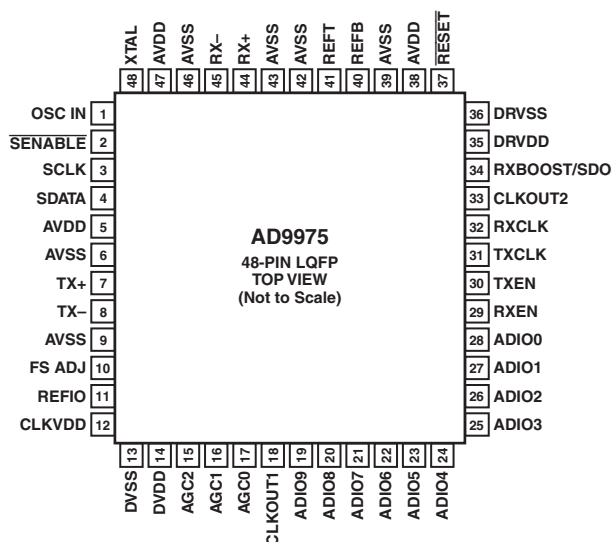 48 XTAL
47 AVDD
46 AVSS
45 RX–
44 RX+
43 AVSS
42 AVSS
41 REFT
40 REFB
39 AVSS
38 AVDD
37 RESET
OSC IN 1
SENABLE 2
SCLK 3
SDATA 4
AVDD 5
AVSS 6
TX+ 7
TX– 8
AVSS 9
FS ADJ 10
REFIO 11
CLKVDD 12
AD9975
48-PIN LQFP
TOP VIEW
(Not to Scale)
36 DRVSS
35 DRVDD
34 RXBOOST/SDO
33 CLKOUT2
32 RXCLK
31 TXCLK
30 TXEN
29 RXEN
28 ADIO0
27 ADIO1
26 ADIO2
25 ADIO3
DVSS 13
DVDD 14
AGC2 15
AGC1 16
AGC0 17
CLKOUT1 18
ADIO9 19
ADIO8 20
ADIO7 21
ADIO6 22
ADIO5 23
ADIO4 24